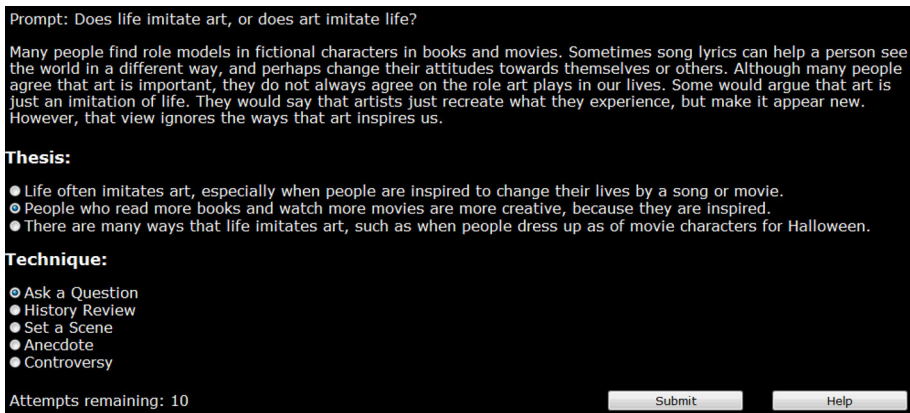 Prompt: Does life imitate art, or does art imitate life?
Many people find role models in fictional characters in books and movies. Sometimes song lyrics can help a person see
the world in a different way, and perhaps change their attitudes towards themselves or others. Although many people
agree that art is important, they do not always agree on the role art plays in our lives. Some would argue that art is
just an imitation of life. They would say that artists just recreate what they experience, but make it appear new.
However, that view ignores the ways that art inspires us.
Thesis:
Life often imitates art, especially when people are inspired to change their lives by a song or movie.
People who read more books and watch more movies are more creative, because they are inspired.
There are many ways that life imitates art, such as when people dress up as of movie characters for Halloween.
Technique:
Ask a Question
History Review
Set a Scene
Anecdote
Controversy
Attempts remaining: 10
Submit
Help